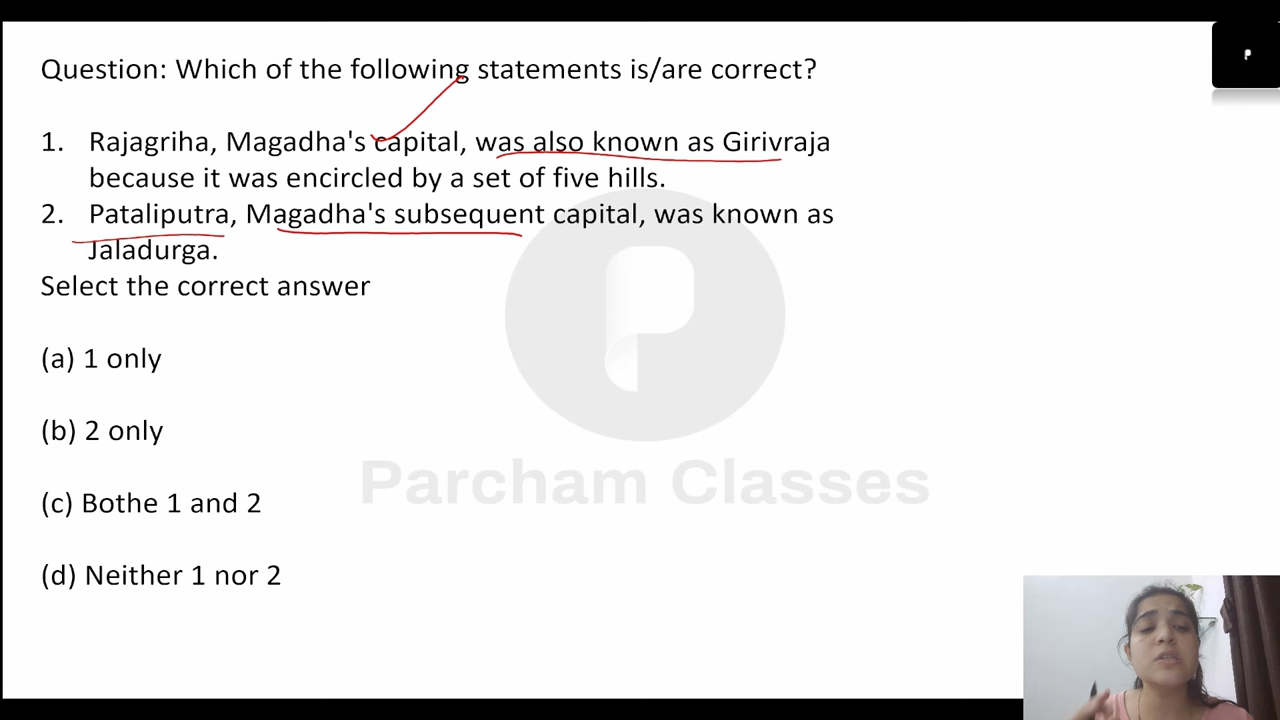 Question: Which of the following statements is/are correct?
1. Rajagriha, Magadha's capital, was also known as Girivraja
because it was encircled by a set of five hills.
2. Pataliputra, Magadha's subsequent capital, was known as
Jaladurga.
Select the correct answer
(a) 1 only
(b) 2 only
(c) Bothe 1 and 2
(d) Neither 1 nor 2
Parcham Classes